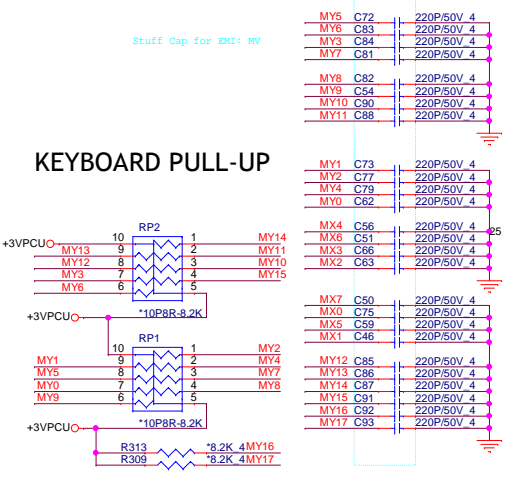 Stuff Cap for EMI: MV
MY5 C72 220P/50V_4
MY6 C83 220P/50V_4
MY3 C84 220P/50V_4
MY7 C81 220P/50V_4
MY8 C82 220P/50V_4
MY9 C54 220P/50V_4
MY10 C90 220P/50V_4
MY11 C88 220P/50V_4
KEYBOARD PULL-UP
MY1 C73 220P/50V_4
MY2 C77 220P/50V_4
MY4 C79 220P/50V_4
MY0 C62 220P/50V_4
MX4 C56 220P/50V_4
25
MX6 C51 220P/50V_4
MX3 C66 220P/50V_4
MX2 C63 220P/50V_4
MX7 C50 220P/50V_4
MX0 C75 220P/50V_4
MX5 C59 220P/50V_4
MX1 C46 220P/50V_4
MY12 C85 220P/50V_4
MY13 C86 220P/50V_4
MY14 C87 220P/50V_4
MY15 C91 220P/50V_4
MY16 C92 220P/50V_4
MY17 C93 220P/50V_4
RP2
+3VPCU 10 1 MY14
MY13 9 2 MY11
MY12 8 3 MY10
MY3 7 4 MY15
MY6 6 5
*10P8R-8.2K
+3VPCU
RP1
10 1 MY2
MY1 9 2 MY4
MY5 8 3 MY7
MY0 7 4 MY8
MY9 6 5
*10P8R-8.2K
+3VPCU
R313 *8.2K_4 MY16
R309 *8.2K_4 MY17